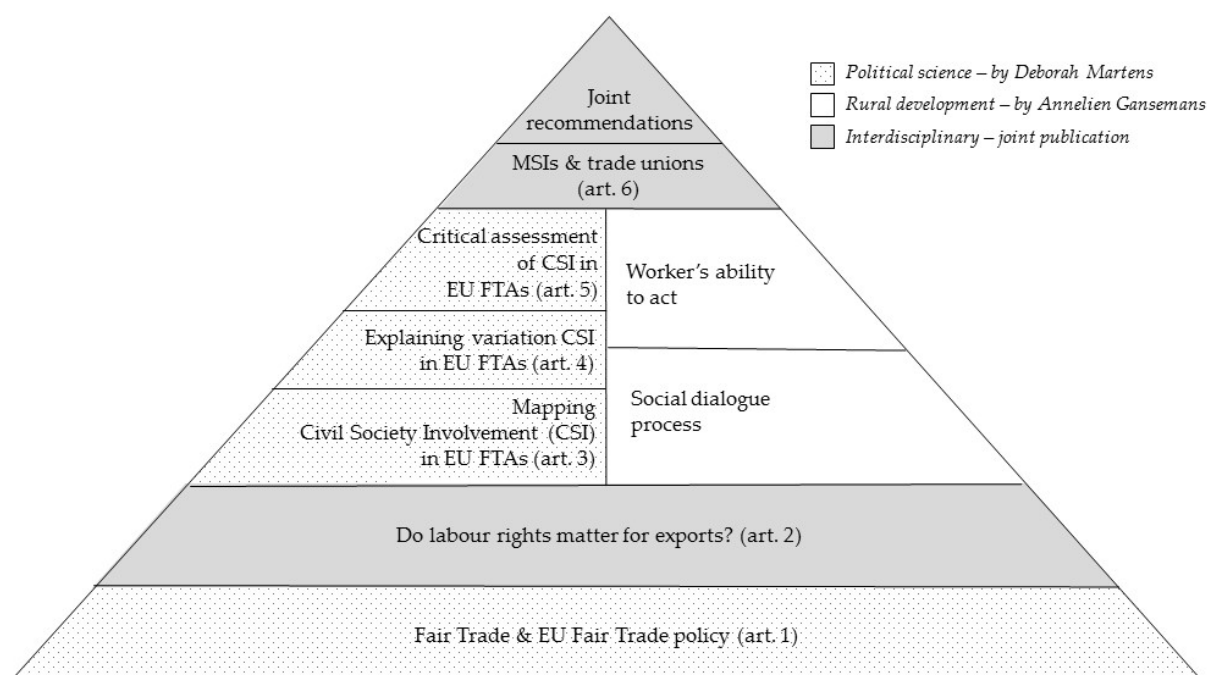 Joint
recommendations
MSIs & trade unions
(art. 6)
Critical assessment
of CSI in
EU FTAs (art. 5)
Explaining variation CSI
in EU FTAs (art. 4)
Mapping
Civil Society Involvement (CSI)
in EU FTAs (art. 3)
Worker's ability
to act
Social dialogue
process
Do labour rights matter for exports? (art. 2)
Fair Trade & EU Fair Trade policy (art. 1)
Political science – by Deborah Martens
Rural development – by Annelien Gansemans
Interdisciplinary – joint publication